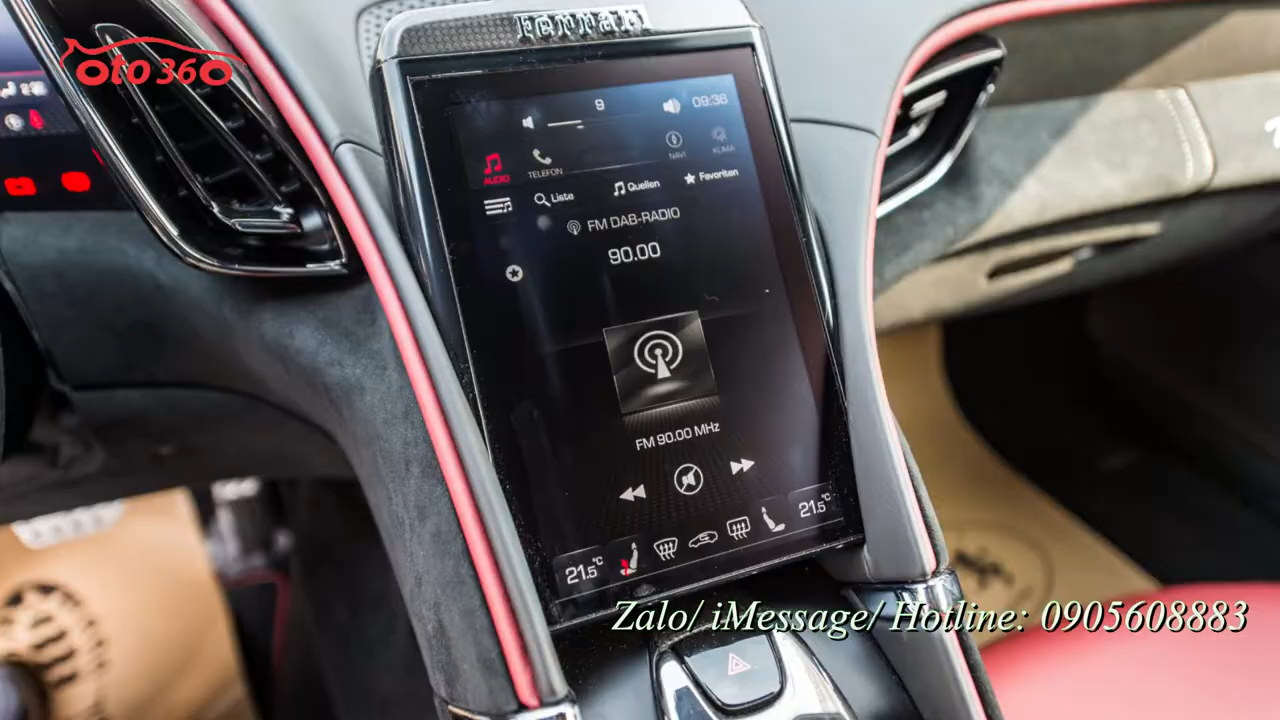 Ferrari
oto360
9
09:36
AUDIO
TELEFON
NAVI
KLIMA
Liste
Quellen
Favoriten
FM DAB-RADIO
90.00
FM 90.00 MHz
21.5°C
21.5°C
Zalo/ iMessage/ Hotline: 0905608883